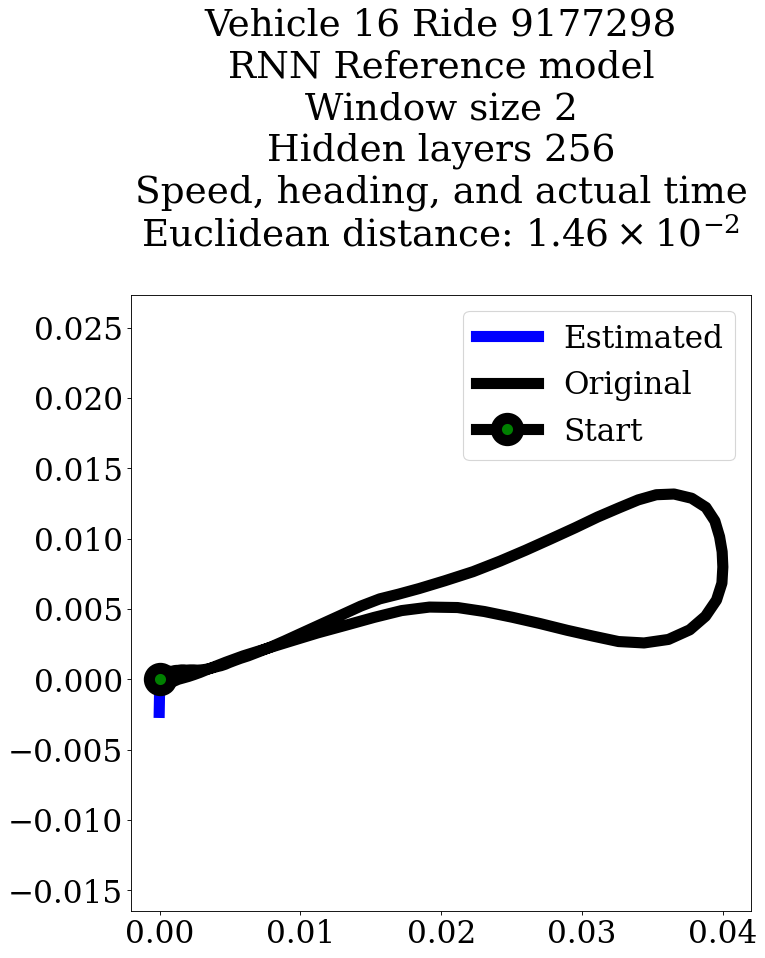 Vehicle 16 Ride 9177298
RNN Reference model
Window size 2
Hidden layers 256
Speed, heading, and actual time
Euclidean distance: 1.46 × 10⁻²
Estimated
Original
Start
0.025
0.020
0.015
0.010
0.005
0.000
−0.005
−0.010
−0.015
0.00 0.01 0.02 0.03 0.04